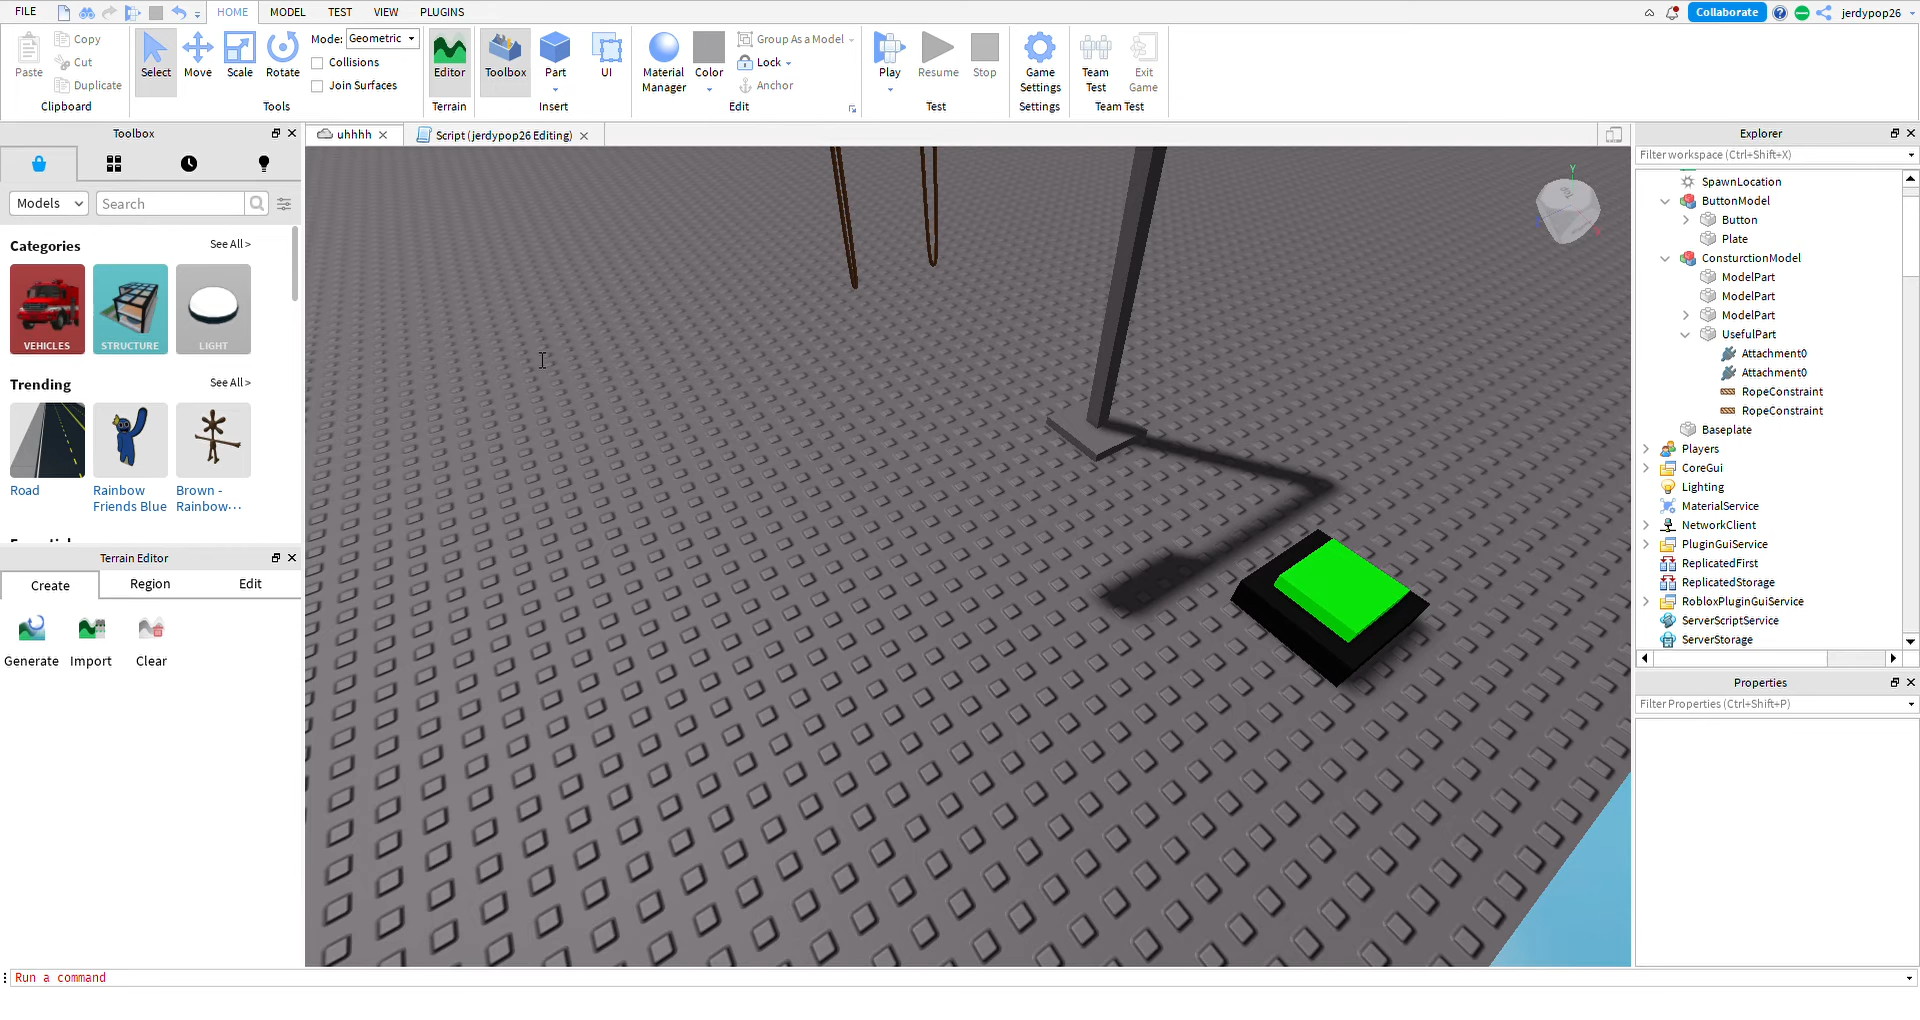 FILE HOME MODEL TEST VIEW PLUGINS Collaborate jerdypop26
Paste Copy Cut Duplicate Clipboard
Select Move Scale Rotate Mode: Geometric Collisions Join Surfaces Tools
Editor Terrain
Toolbox Part UI Insert
Material Manager Color Group As a Model Lock Anchor Edit
Play Resume Stop Test
Game Settings Settings
Team Test Exit Game Team Test
Toolbox
uhhhh Script (jerdypop26 Editing)
Models Search
Categories See All >
VEHICLES STRUCTURE LIGHT
Trending See All >
Road Rainbow Friends Blue Brown - Rainbow···
Terrain Editor
Create Region Edit
Generate Import Clear
Y
Explorer
Filter workspace (Ctrl+Shift+X)
SpawnLocation
ButtonModel
Button
Plate
ConsturctionModel
ModelPart
ModelPart
ModelPart
UsefulPart
Attachment0
Attachment0
RopeConstraint
RopeConstraint
Baseplate
Players
CoreGui
Lighting
MaterialService
NetworkClient
PluginGuiService
ReplicatedFirst
ReplicatedStorage
RobloxPluginGuiService
ServerScriptService
ServerStorage
Properties
Filter Properties (Ctrl+Shift+P)
Run a command